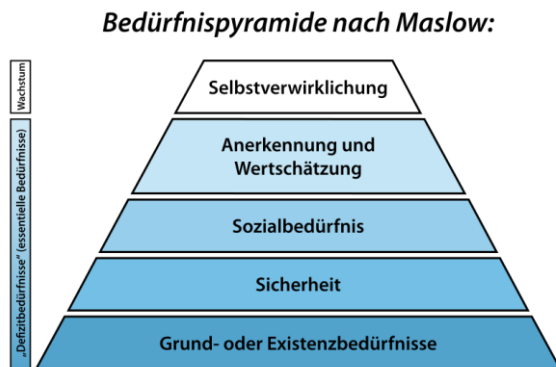 Bedürfnispyramide nach Maslow:
Wachstum
Selbstverwirklichung
„Defizitbedürfnisse“ (essentielle Bedürfnisse)
Anerkennung und
Wertschätzung
Sozialbedürfnis
Sicherheit
Grund- oder Existenzbedürfnisse